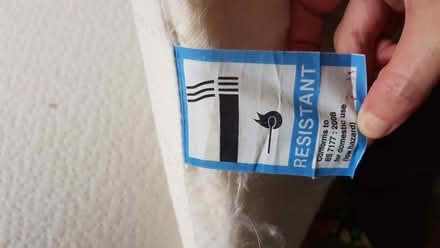 RESISTANT
Conforms to
BS 7177 : 2008
for domestic use
(low hazard)